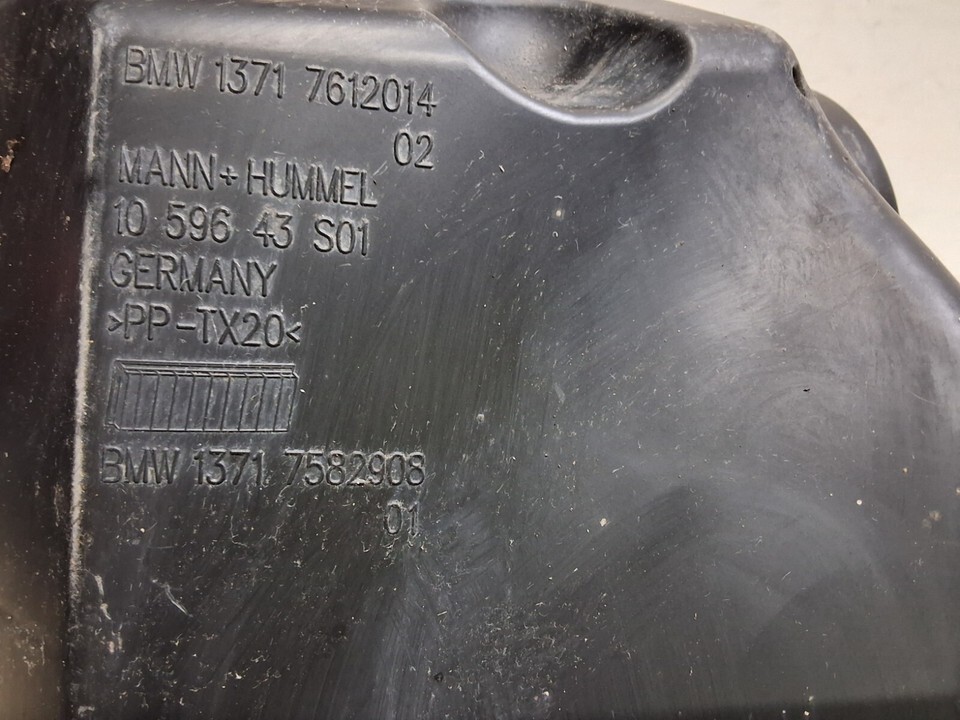 BMW 1371 7612014
02
MANN+HUMMEL
10 596 43 S01
GERMANY
>PP-TX20<
BMW 1371 7582908
01